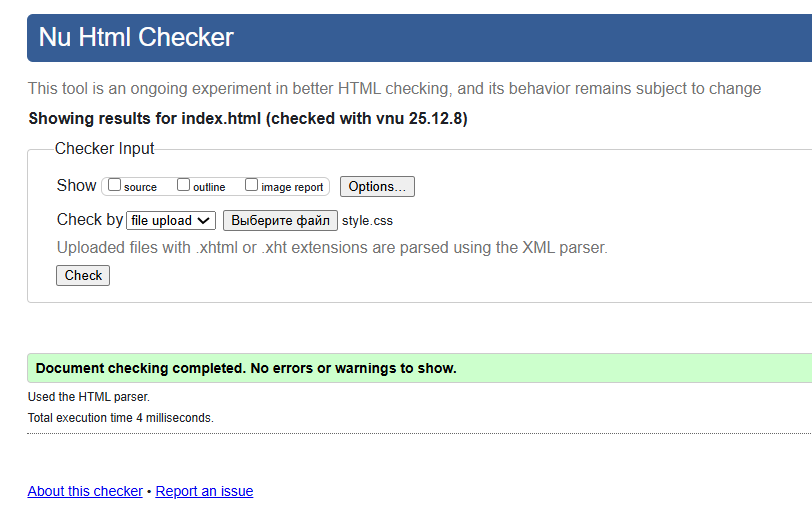 Nu Html Checker
This tool is an ongoing experiment in better HTML checking, and its behavior remains subject to change
Showing results for index.html (checked with vnu 25.12.8)
Checker Input
Show source outline image report Options...
Check by file upload Выберите файл style.css
Uploaded files with .xhtml or .xht extensions are parsed using the XML parser.
Check
Document checking completed. No errors or warnings to show.
Used the HTML parser.
Total execution time 4 milliseconds.
About this checker • Report an issue